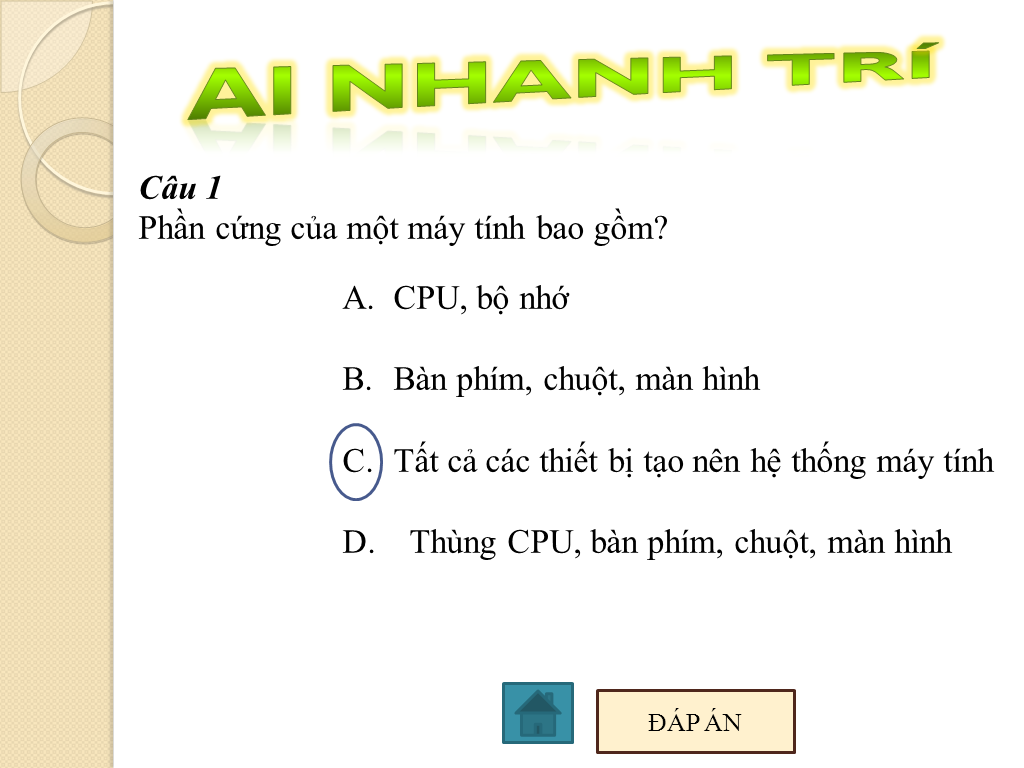 AI NHANH TRÍ
Câu 1
Phần cứng của một máy tính bao gồm?
A. CPU, bộ nhớ
B. Bàn phím, chuột, màn hình
C. Tất cả các thiết bị tạo nên hệ thống máy tính
D. Thùng CPU, bàn phím, chuột, màn hình
ĐÁP ÁN